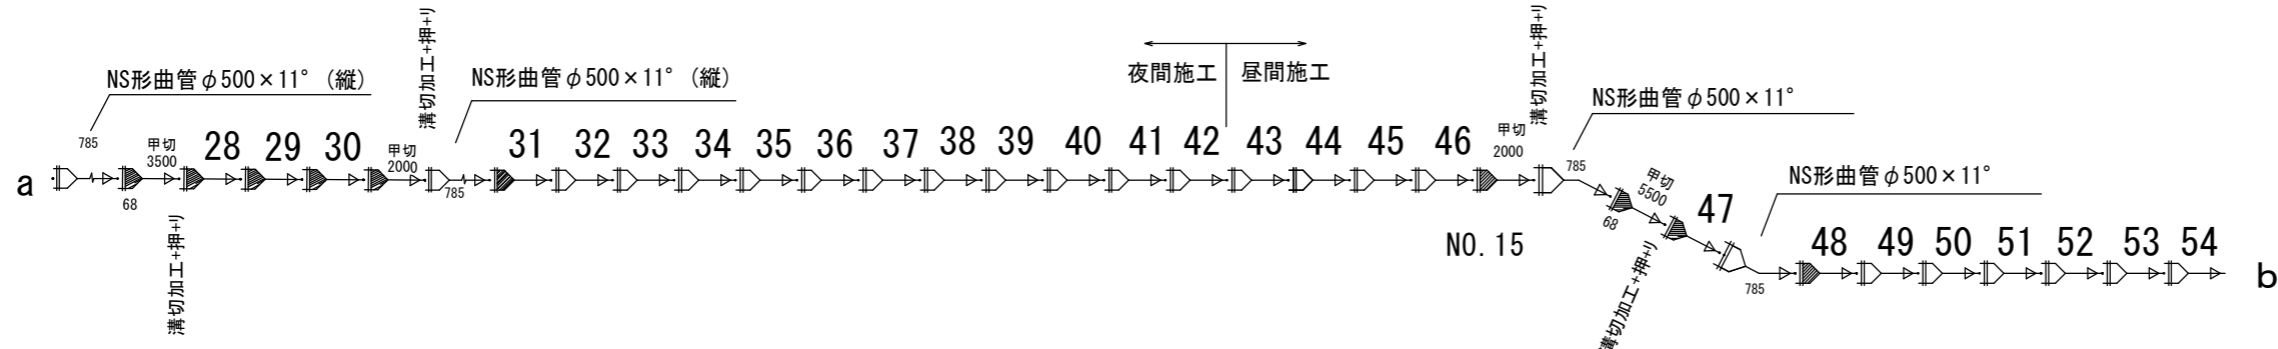 溝切加工+押+リ
NS形曲管φ500×11°(縦)
785
68
甲切
3500
溝切加工+押+リ
28
29
30
甲切
2000
NS形曲管φ500×11°(縦)
785
31
32
33
34
35
36
37
38
39
40
41
42
夜間施工
昼間施工
43
44
45
46
甲切
2000
溝切加工+押+リ
NS形曲管φ500×11°
785
68
甲切
5500
溝切加工+押+リ
47
NO.15
NS形曲管φ500×11°
785
48
49
50
51
52
53
54
a
b